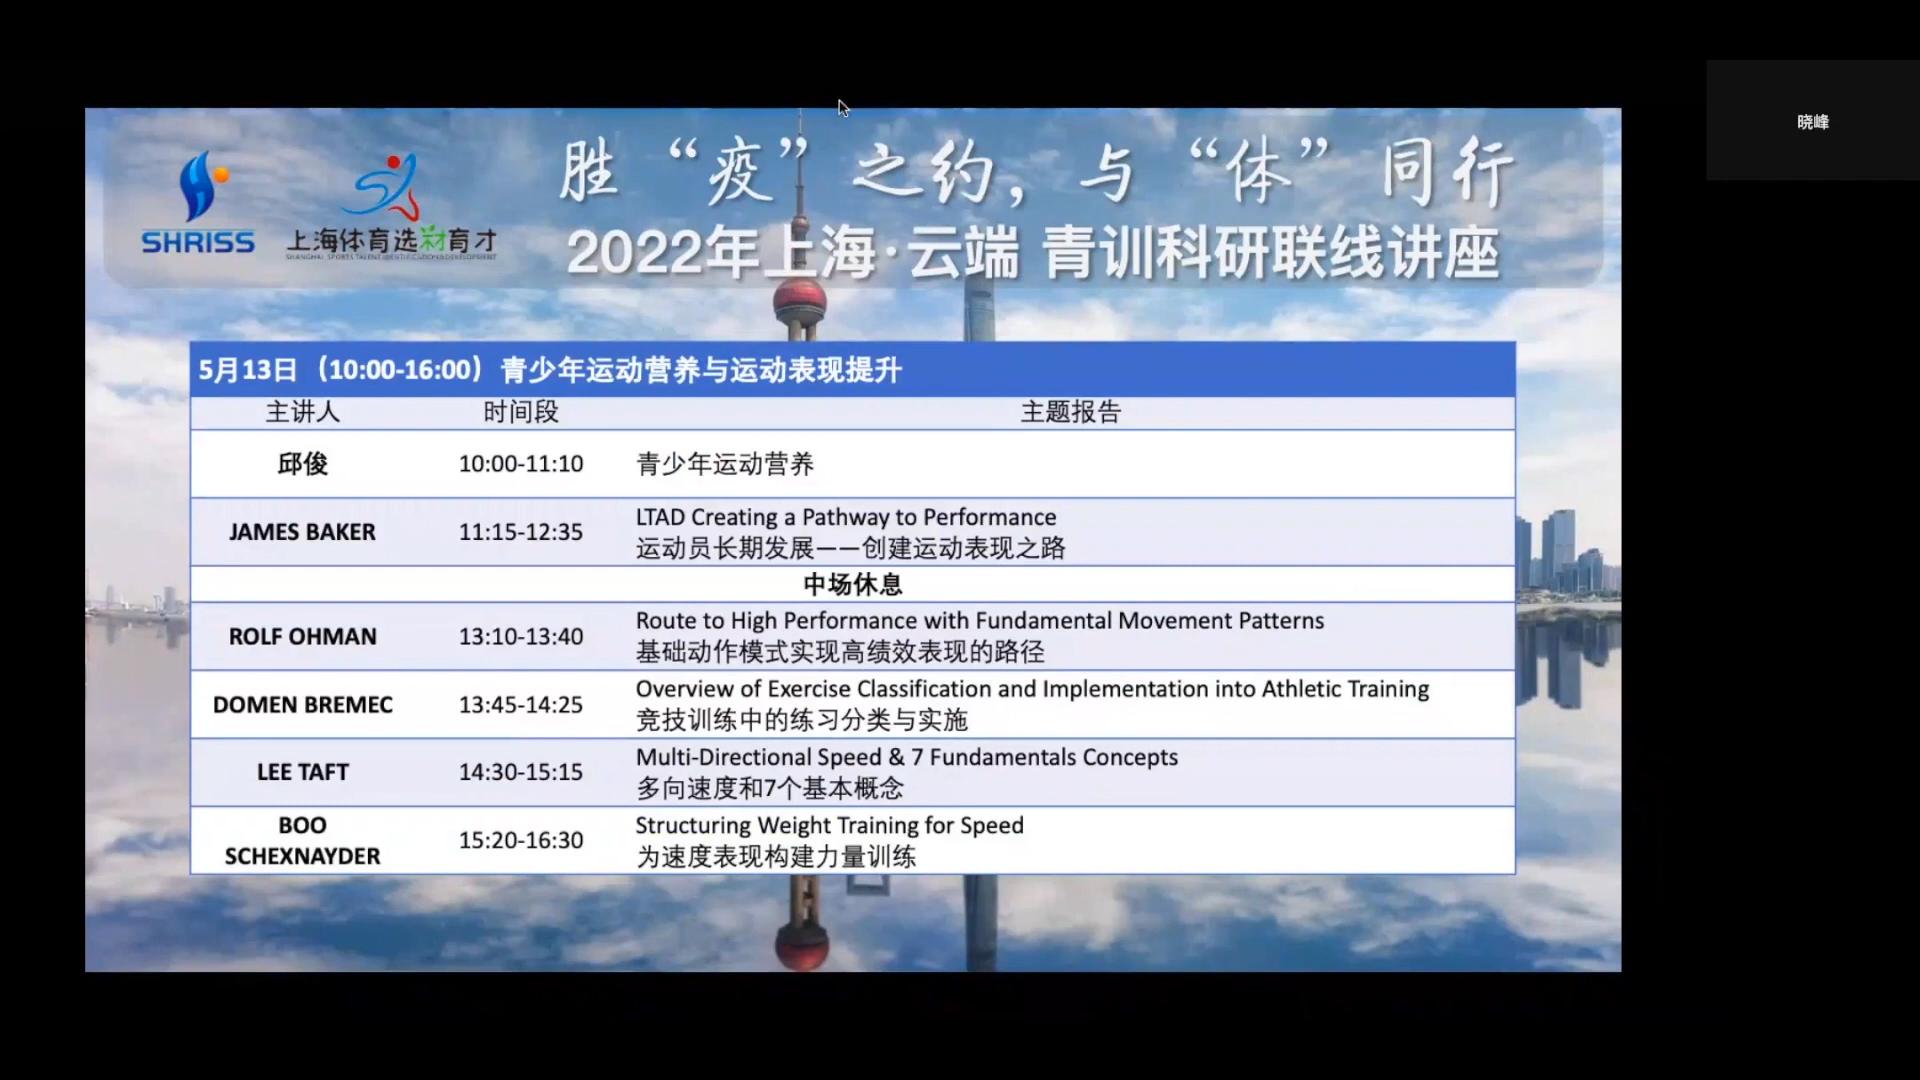 晓峰
胜“疫”之约，与“体”同行
SHRISS
上海体育选材育才
SHANGHAI SPORTS TALENT IDENTIFICATION & DEVELOPMENT
2022年上海·云端 青训科研联线讲座
5月13日（10:00-16:00）青少年运动营养与运动表现提升
主讲人 时间段 主题报告
邱俊 10:00-11:10 青少年运动营养
JAMES BAKER 11:15-12:35 LTAD Creating a Pathway to Performance
运动员长期发展——创建运动表现之路
中场休息
ROLF OHMAN 13:10-13:40 Route to High Performance with Fundamental Movement Patterns
基础动作模式实现高绩效表现的路径
DOMEN BREMEC 13:45-14:25 Overview of Exercise Classification and Implementation into Athletic Training
竞技训练中的练习分类与实施
LEE TAFT 14:30-15:15 Multi-Directional Speed & 7 Fundamentals Concepts
多向速度和7个基本概念
BOO SCHEXNAYDER 15:20-16:30 Structuring Weight Training for Speed
为速度表现构建力量训练